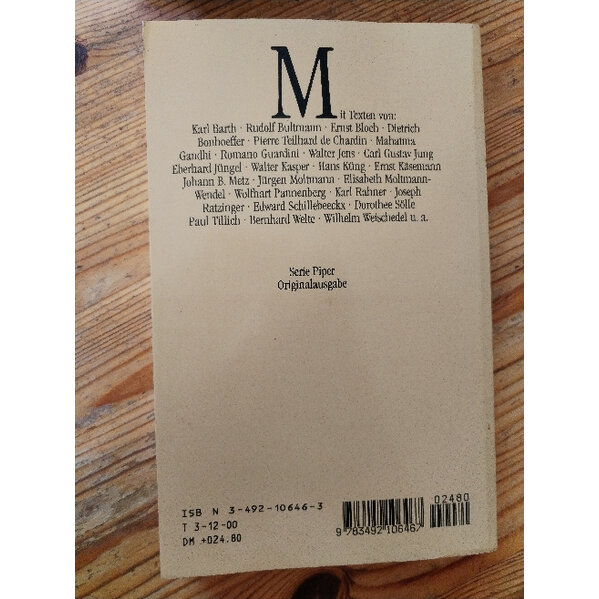 Mit Texten von:
Karl Barth · Rudolf Bultmann · Ernst Bloch · Dietrich
Bonhoeffer · Pierre Teilhard de Chardin · Mahatma
Gandhi · Romano Guardini · Walter Jens · Carl Gustav Jung
Eberhard Jüngel · Walter Kasper · Hans Küng · Ernst Käsemann
Johann B. Metz · Jürgen Moltmann · Elisabeth Moltmann-
Wendel · Wolfhart Pannenberg · Karl Rahner · Joseph
Ratzinger · Edward Schillebeeckx · Dorothee Sölle
Paul Tillich · Bernhard Welte · Wilhelm Weischedel u. a.
Serie Piper
Originalausgabe
ISB N 3-492-10646-3
T 3-12-00
DM +024.80
02480
9 783492 106467